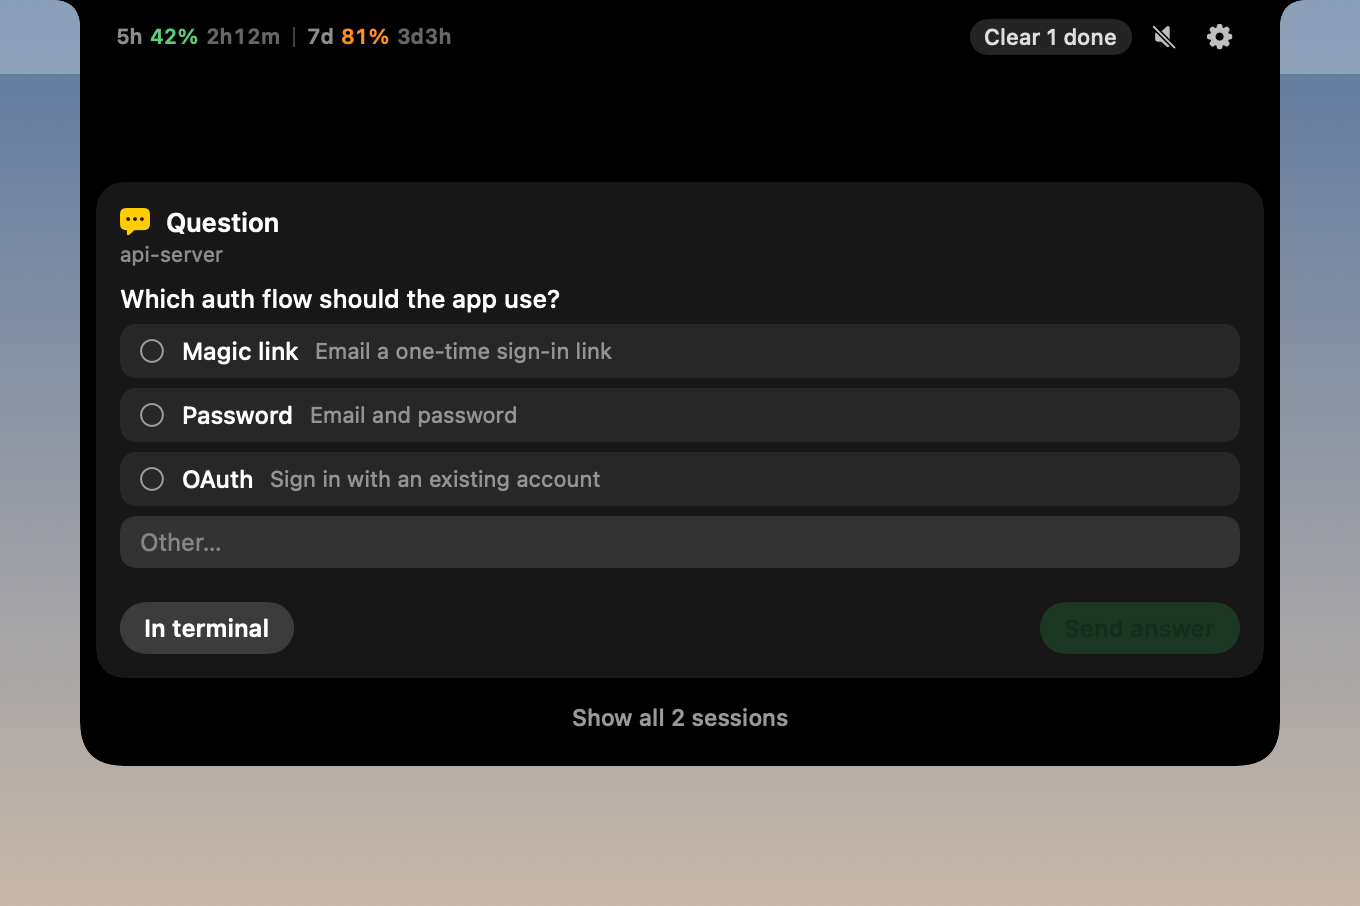 5h 42% 2h12m | 7d 81% 3d3h
Clear 1 done
Question
api-server
Which auth flow should the app use?
Magic link Email a one-time sign-in link
Password Email and password
OAuth Sign in with an existing account
Other...
In terminal
Send answer
Show all 2 sessions